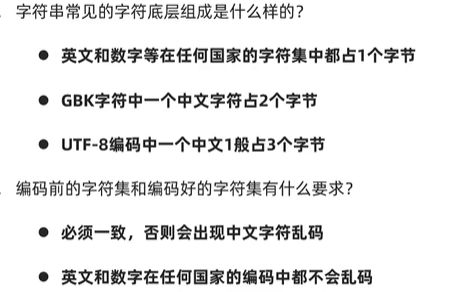 字符串常见的字符底层组成是什么样的？
● 英文和数字等在任何国家的字符集中都占1个字节
● GBK字符中一个中文字符占2个字节
● UTF-8编码中一个中文1般占3个字节
编码前的字符集和编码好的字符集有什么要求？
● 必须一致，否则会出现中文字符乱码
● 英文和数字在任何国家的编码中都不会乱码